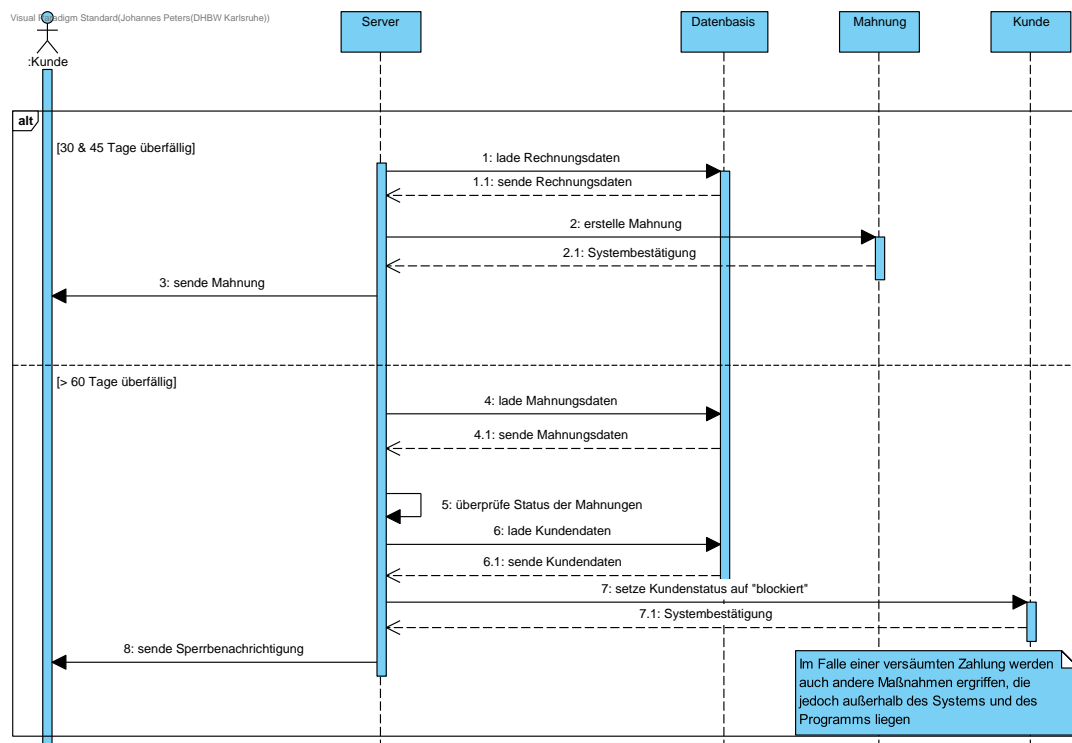 Visual Paradigm Standard(Johannes Peters(DHBW Karlsruhe))
:Kunde
Server
Datenbasis
Mahnung
Kunde
alt
[30 & 45 Tage überfällig]
1: lade Rechnungsdaten
1.1: sende Rechnungsdaten
2: erstelle Mahnung
2.1: Systembestätigung
3: sende Mahnung
[> 60 Tage überfällig]
4: lade Mahnungsdaten
4.1: sende Mahnungsdaten
5: überprüfe Status der Mahnungen
6: lade Kundendaten
6.1: sende Kundendaten
7: setze Kundenstatus auf "blockiert"
7.1: Systembestätigung
8: sende Sperrbenachrichtigung
Im Falle einer versäumten Zahlung werden
auch andere Maßnahmen ergriffen, die
jedoch außerhalb des Systems und des
Programms liegen